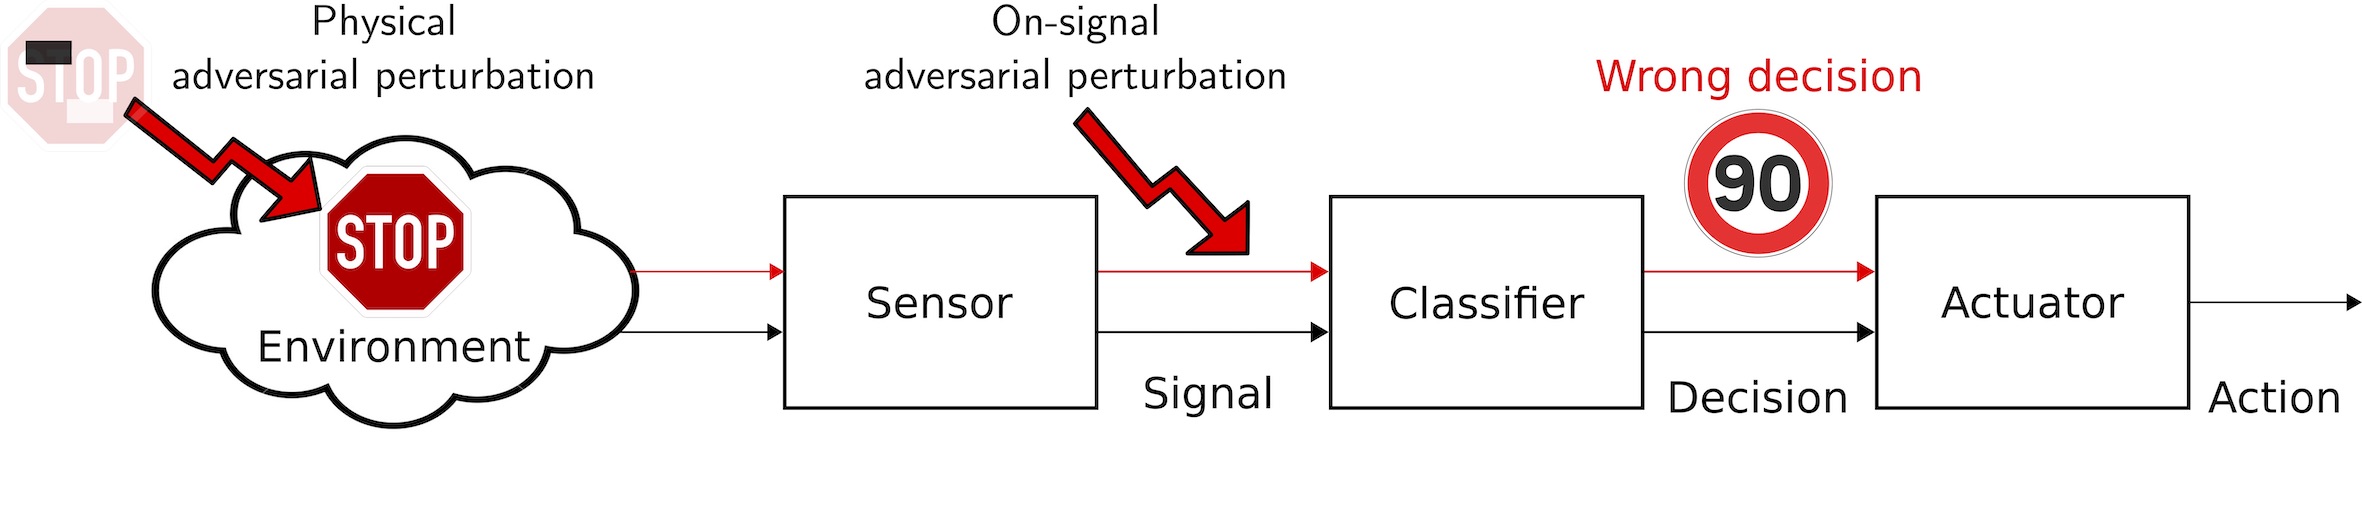 STOP
Physical
adversarial perturbation
On-signal
adversarial perturbation
Wrong decision
90
STOP
Environment
Sensor
Signal
Classifier
Decision
Actuator
Action